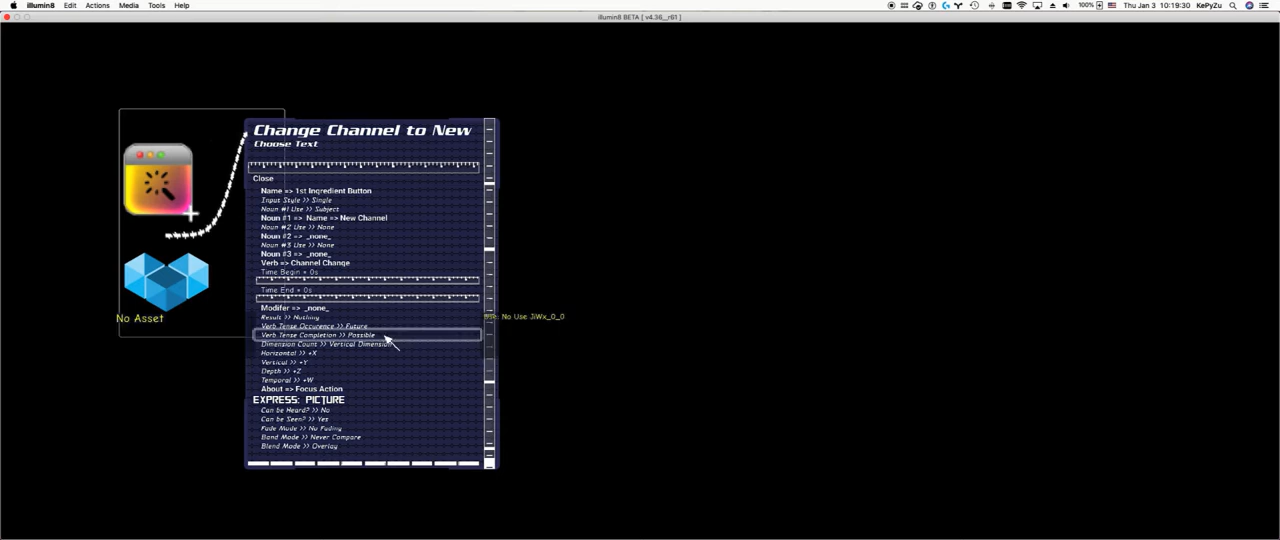 illumin8 Edit Actions Media Tools Help
100% Thu Jan 3 10:19:30 KePyZu
illumin8 BETA [ v4.36_r61 ]
Change Channel to New
Choose Text
Close
Name => 1st Inqredient Button
Input Style >> Single
Noun #1 Use >> Subject
Noun #1 => Name => New Channel
Noun #2 Use >> None
Noun #2 => _none_
Noun #3 Use >> None
Noun #3 => _none_
Verb => Channel Change
Time Begin = 0s
Time End = 0s
Modifer => _none_
Result >> Nothing
No Use JiWx_0_0
No Asset
Verb Tense Occurence >> Future
Verb Tense Completion >> Possible
Dimension Count >> Vertical Dimension
Horizontal >> +X
Vertical >> +Y
Depth >> +Z
Temporal >> +W
About => Focus Action
EXPRESS: PICTURE
Can be Heard? >> No
Can be Seen? >> Yes
Fade Mode >> No Fading
Band Mode >> Never Compare
Blend Mode >> Overlay